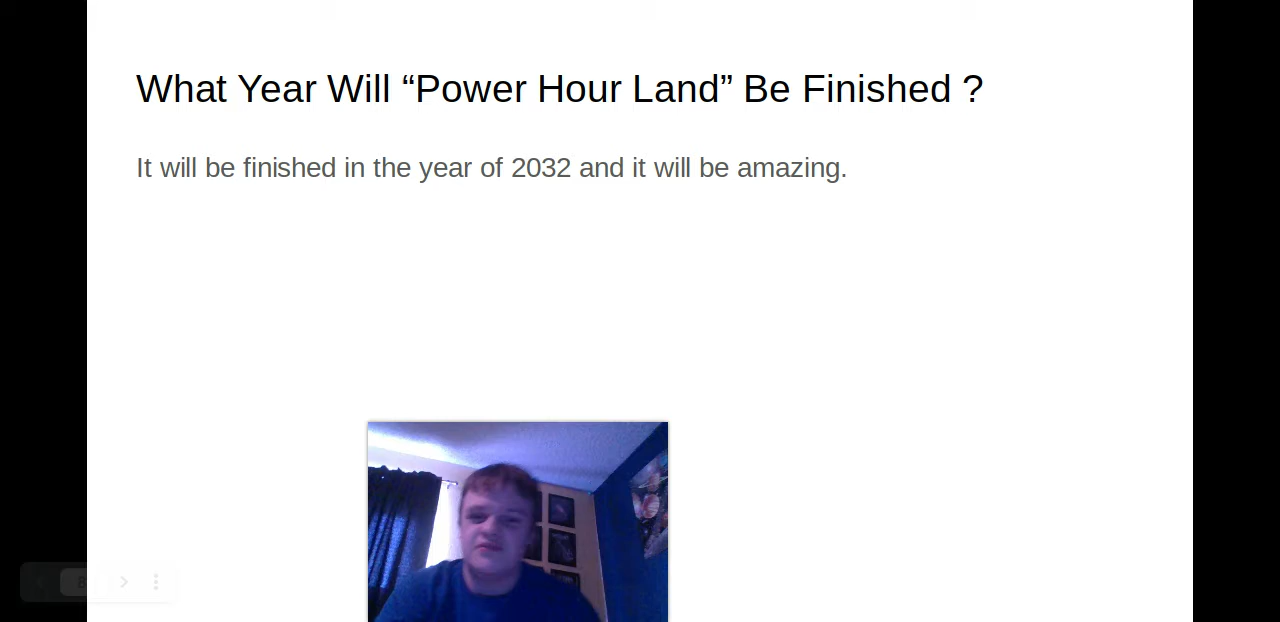 What Year Will “Power Hour Land” Be Finished ?
It will be finished in the year of 2032 and it will be amazing.
8